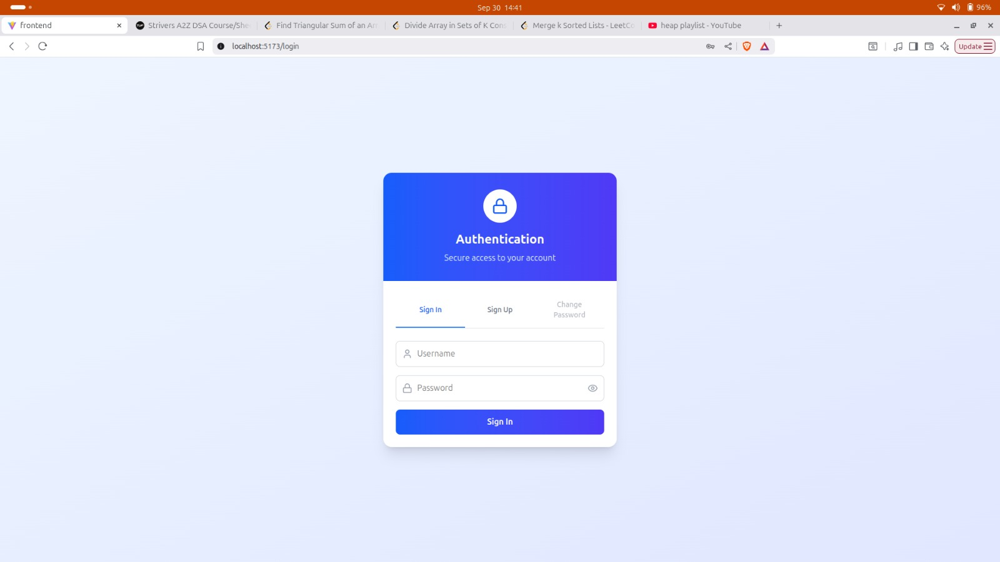 Sep 30 14:41
96%
frontend
Strivers A2Z DSA Course/She
Find Triangular Sum of an Arr
Divide Array in Sets of K Cons
Merge k Sorted Lists - LeetCo
heap playlist - YouTube
localhost:5173/login
Update
Authentication
Secure access to your account
Sign In
Sign Up
Change
Password
Username
Password
Sign In